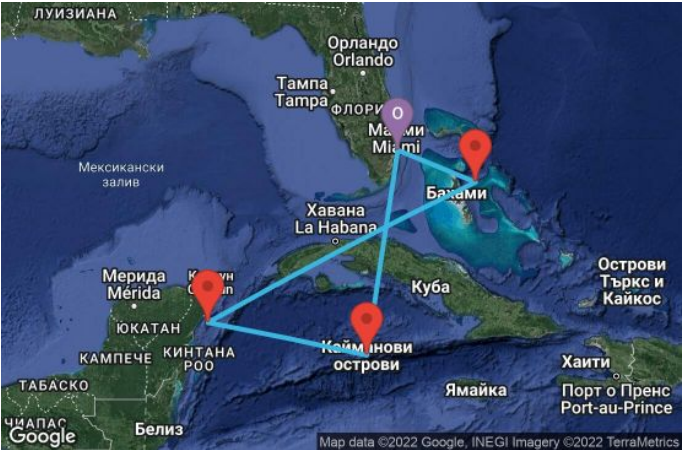 ЛУИЗИАНА
Орландо
Orlando
Тампа
Tampa
ФЛОРИ
О
Маями
Miami
Мексикански
залив
Бахами
Хавана
La Habana
Мерида
Mérida
Куба
Острови
Търкс и
Кайкос
ЮКАТАН
КАМПЕЧЕ
КИНТАНА
РОО
Кайманови
острови
Хаити
ТАБАСКО
Ямайка
Порт о Пренс
Port-au-Prince
ЧИАПАС
Белиз
Google
Map data ©2022 Google, INEGI Imagery ©2022 TerraMetrics